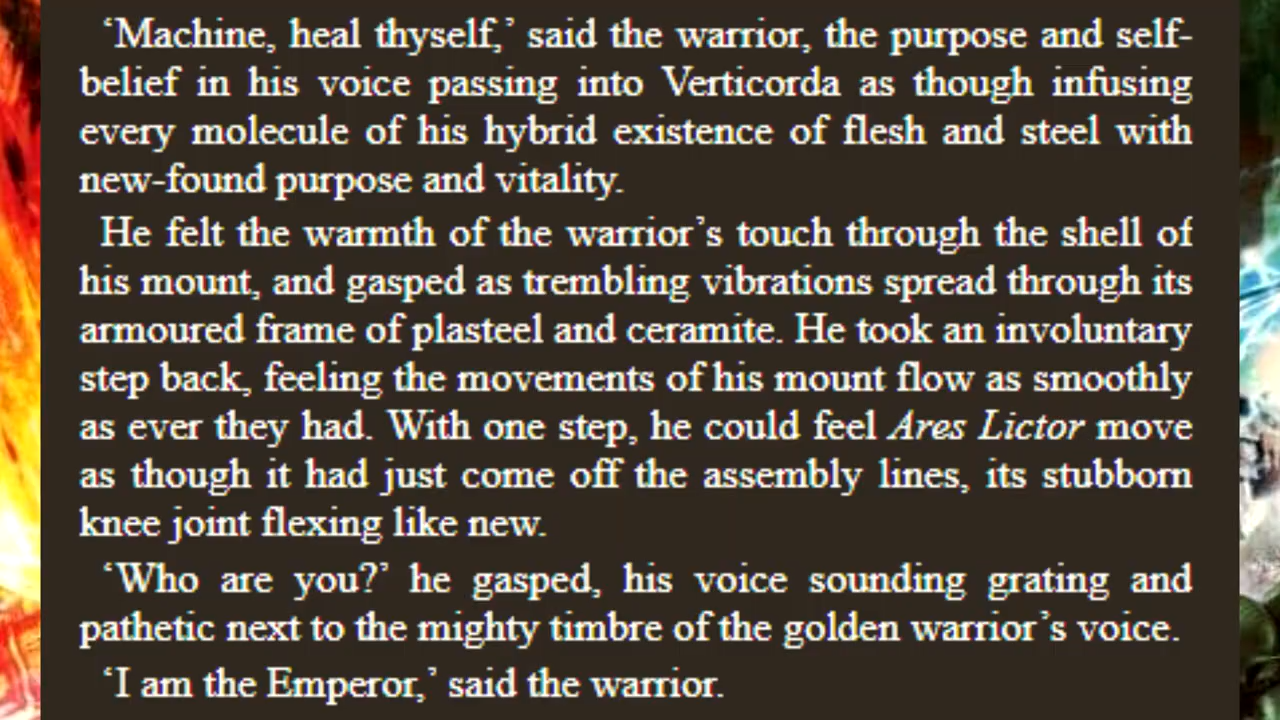 ‘Machine, heal thyself,’ said the warrior, the purpose and self-
belief in his voice passing into Verticorda as though infusing
every molecule of his hybrid existence of flesh and steel with
new-found purpose and vitality.
He felt the warmth of the warrior’s touch through the shell of
his mount, and gasped as trembling vibrations spread through its
armoured frame of plasteel and ceramite. He took an involuntary
step back, feeling the movements of his mount flow as smoothly
as ever they had. With one step, he could feel Ares Lictor move
as though it had just come off the assembly lines, its stubborn
knee joint flexing like new.
‘Who are you?’ he gasped, his voice sounding grating and
pathetic next to the mighty timbre of the golden warrior’s voice.
‘I am the Emperor,’ said the warrior.